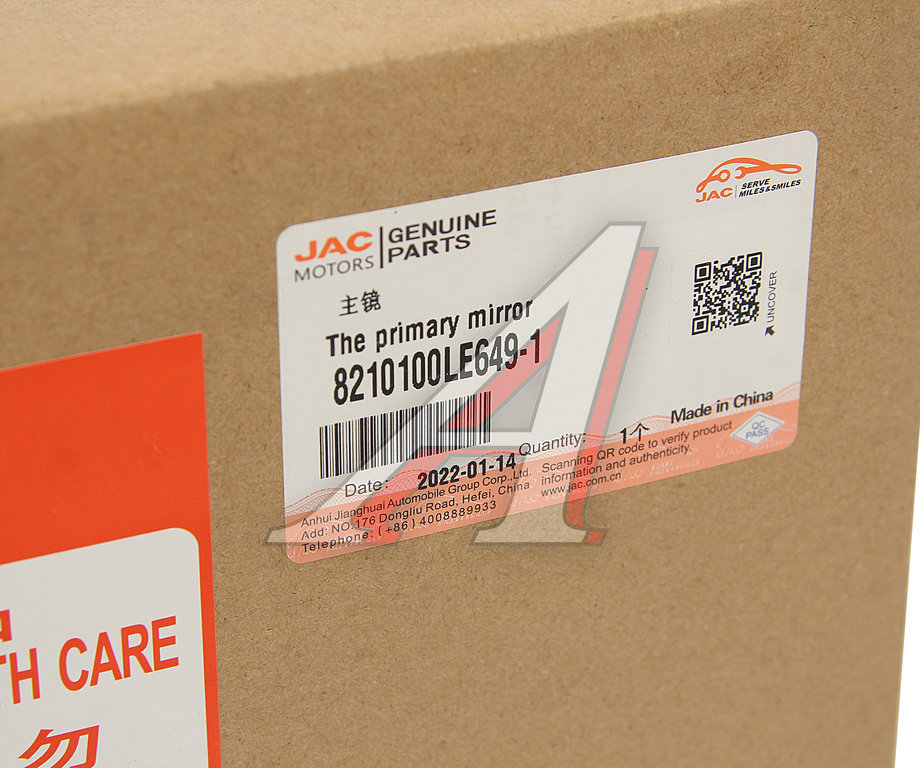 JAC MOTORS GENUINE PARTS
JAC SERVE MILES & SMILES
主镜
The primary mirror
8210100LE649-1
UNCOVER
Made in China
Quantity: 1个
QC PASS
Date: 2022-01-14
Scanning QR code to verify product
information and authenticity.
www.jac.com.cn
Anhui Jianghuai Automobile Group Corp.,Ltd.
Add: NO.176 Dongliu Road, Hefei, China
Telephone: (+86)4008889933
TH CARE
勿